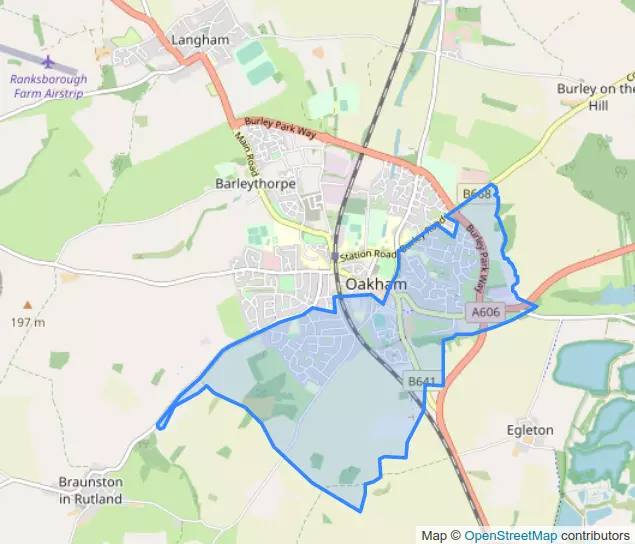 Langham
Ranksborough
Farm Airstrip
Burley on the
Hill
Co
Burley Park Way
Main Road
Barleythorpe
B668
Burley Road
Burley Park Way
Station Road
Oakham
A606
197 m
B641
Egleton
Braunston
in Rutland
Map © OpenStreetMap contributors